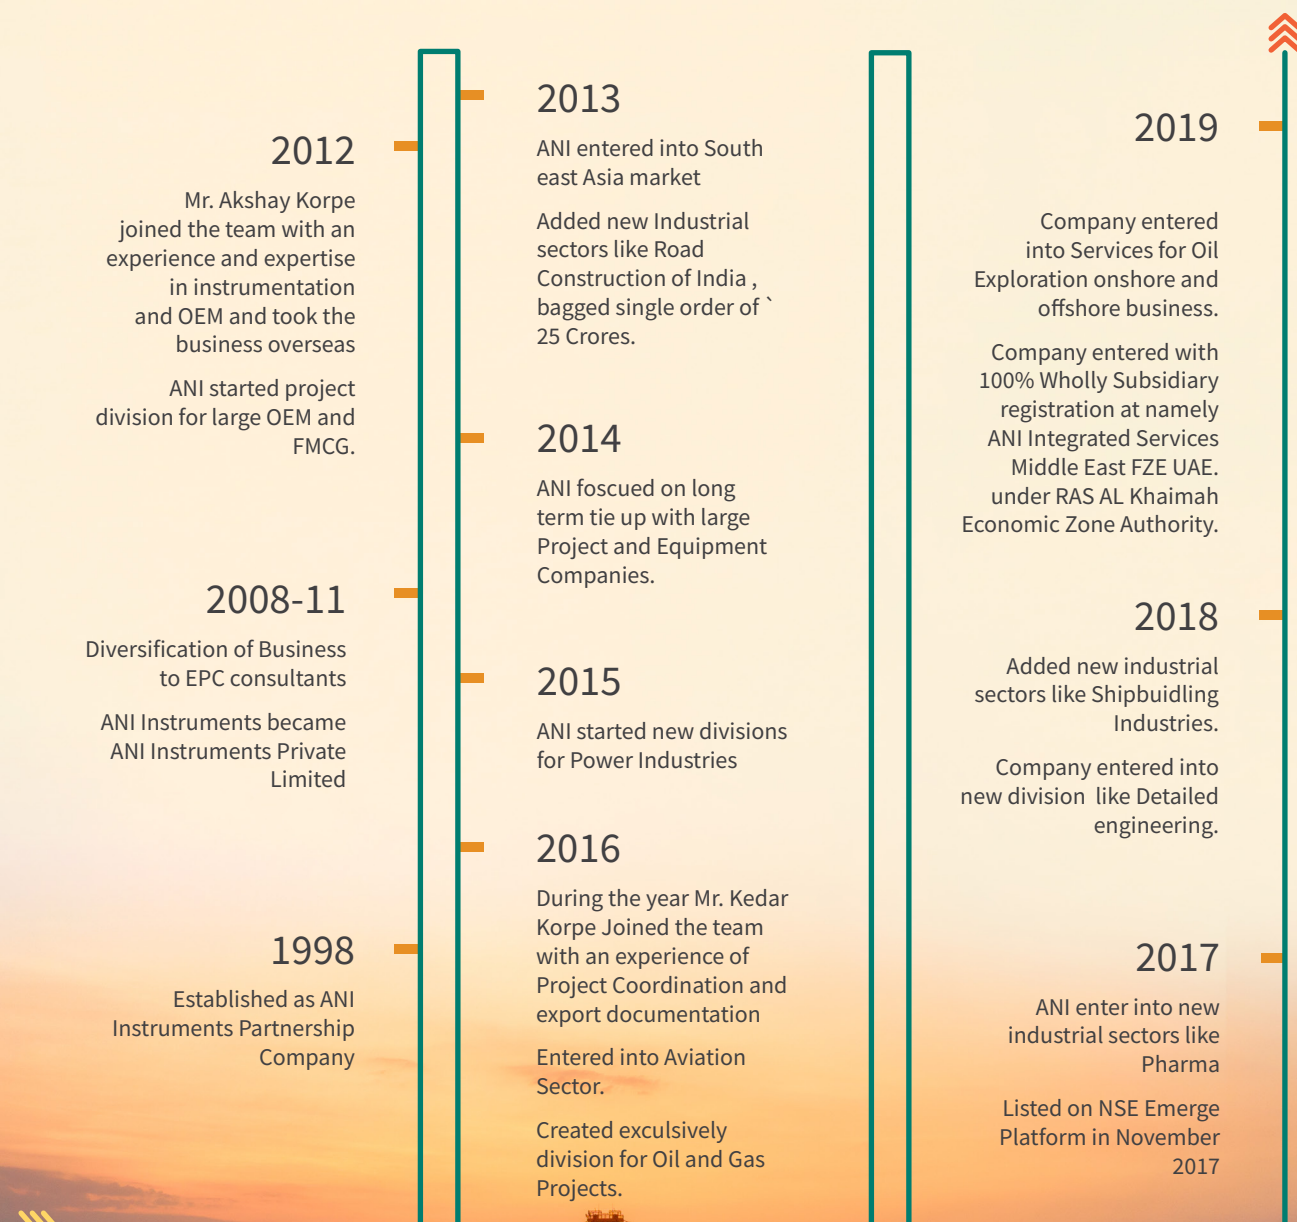 2012
Mr. Akshay Korpe
joined the team with an
experience and expertise
in instrumentation
and OEM and took the
business overseas
ANI started project
division for large OEM and
FMCG.
2008-11
Diversification of Business
to EPC consultants
ANI Instruments became
ANI Instruments Private
Limited
1998
Established as ANI
Instruments Partnership
Company
2013
ANI entered into South
east Asia market
Added new Industrial
sectors like Road
Construction of India ,
bagged single order of `
25 Crores.
2014
ANI foscued on long
term tie up with large
Project and Equipment
Companies.
2015
ANI started new divisions
for Power Industries
2016
During the year Mr. Kedar
Korpe Joined the team
with an experience of
Project Coordination and
export documentation
Entered into Aviation
Sector.
Created exculsively
division for Oil and Gas
Projects.
2019
Company entered
into Services for Oil
Exploration onshore and
offshore business.
Company entered with
100% Wholly Subsidiary
registration at namely
ANI Integrated Services
Middle East FZE UAE.
under RAS AL Khaimah
Economic Zone Authority.
2018
Added new industrial
sectors like Shipbuidling
Industries.
Company entered into
new division  like Detailed
engineering.
2017
ANI enter into new
industrial sectors like
Pharma
Listed on NSE Emerge
Platform in November
2017